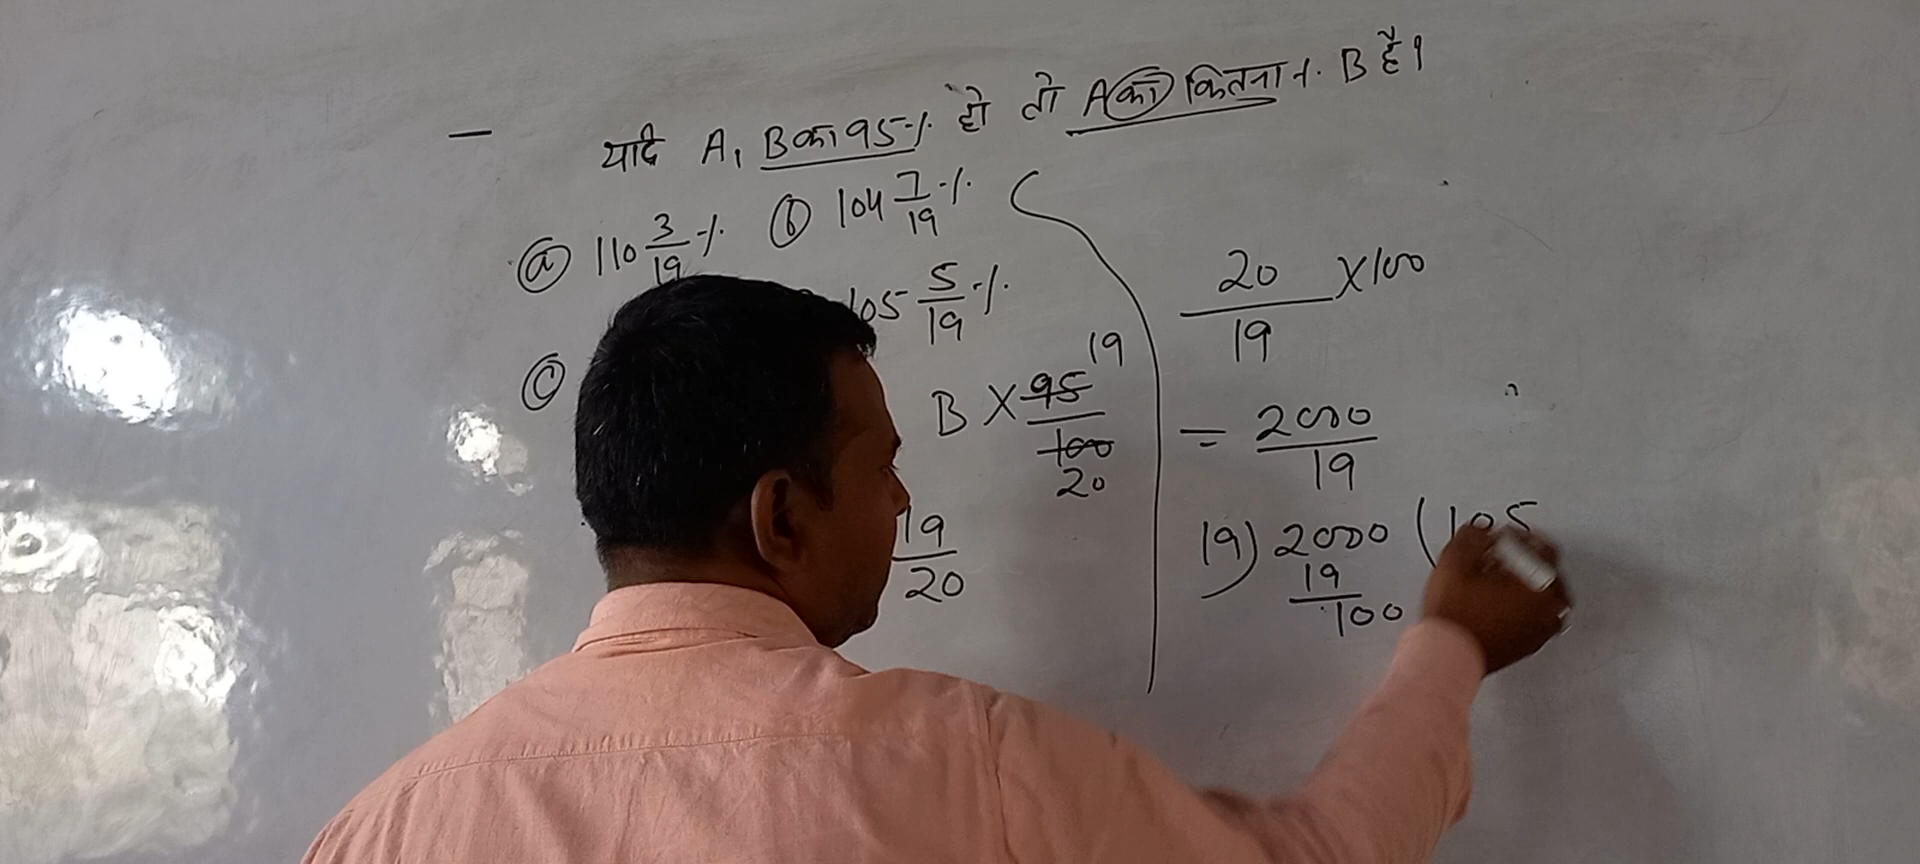 यदि A, B का 95% हो तो A का कितना % B है।
ⓐ 110 3/19 % ⓑ 104 7/19 %
ⓒ 105 5/19 %
B × 95/100
19
20
19/20
20/19 × 100
= 2000/19
19) 2000 (105
19
100